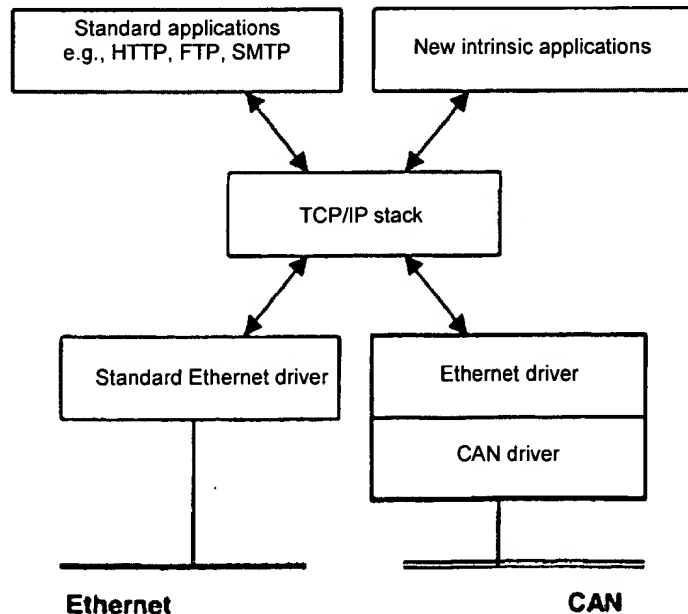 Standard applications
e.g., HTTP, FTP, SMTP
New intrinsic applications
TCP/IP stack
Standard Ethernet driver
Ethernet driver
CAN driver
Ethernet
CAN